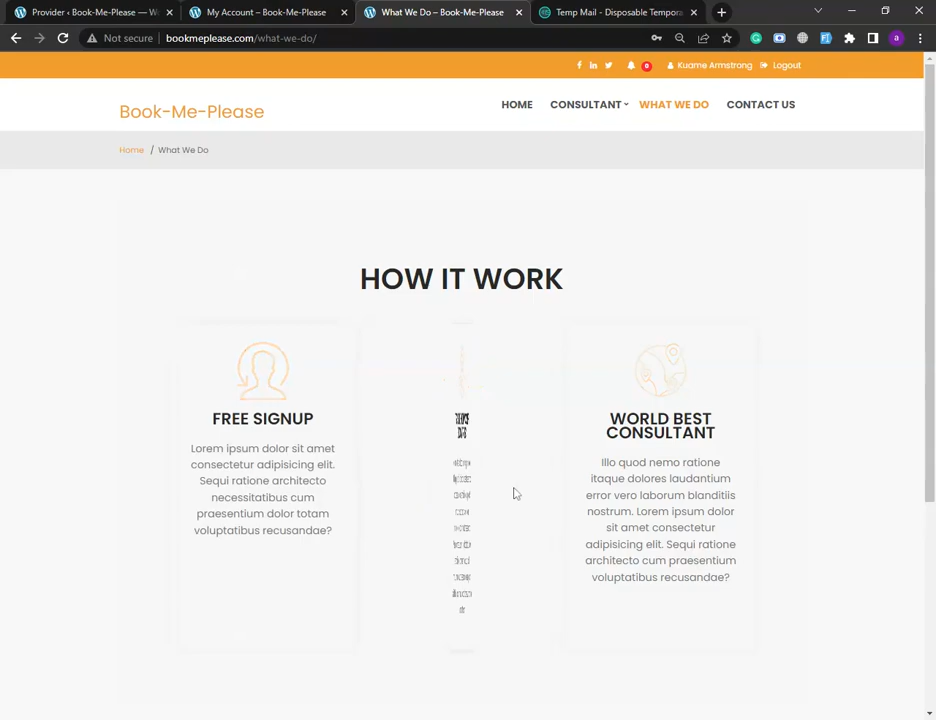 Provider ‹ Book-Me-Please — W
My Account – Book-Me-Please
What We Do – Book-Me-Please
Temp Mail - Disposable Tempora
Not secure
bookmeplease.com/what-we-do/
0
Kuame Armstrong
Logout
Book-Me-Please
HOME
CONSULTANT
WHAT WE DO
CONTACT US
Home / What We Do
HOW IT WORK
FREE SIGNUP
Lorem ipsum dolor sit amet
consectetur adipisicing elit.
Sequi ratione architecto
necessitatibus cum
praesentium dolor totam
voluptatibus recusandae?
WORLD BEST
CONSULTANT
Illo quod nemo ratione
itaque dolores laudantium
error vero laborum blanditiis
nostrum. Lorem ipsum dolor
sit amet consectetur
adipisicing elit. Sequi ratione
architecto cum praesentium
voluptatibus recusandae?